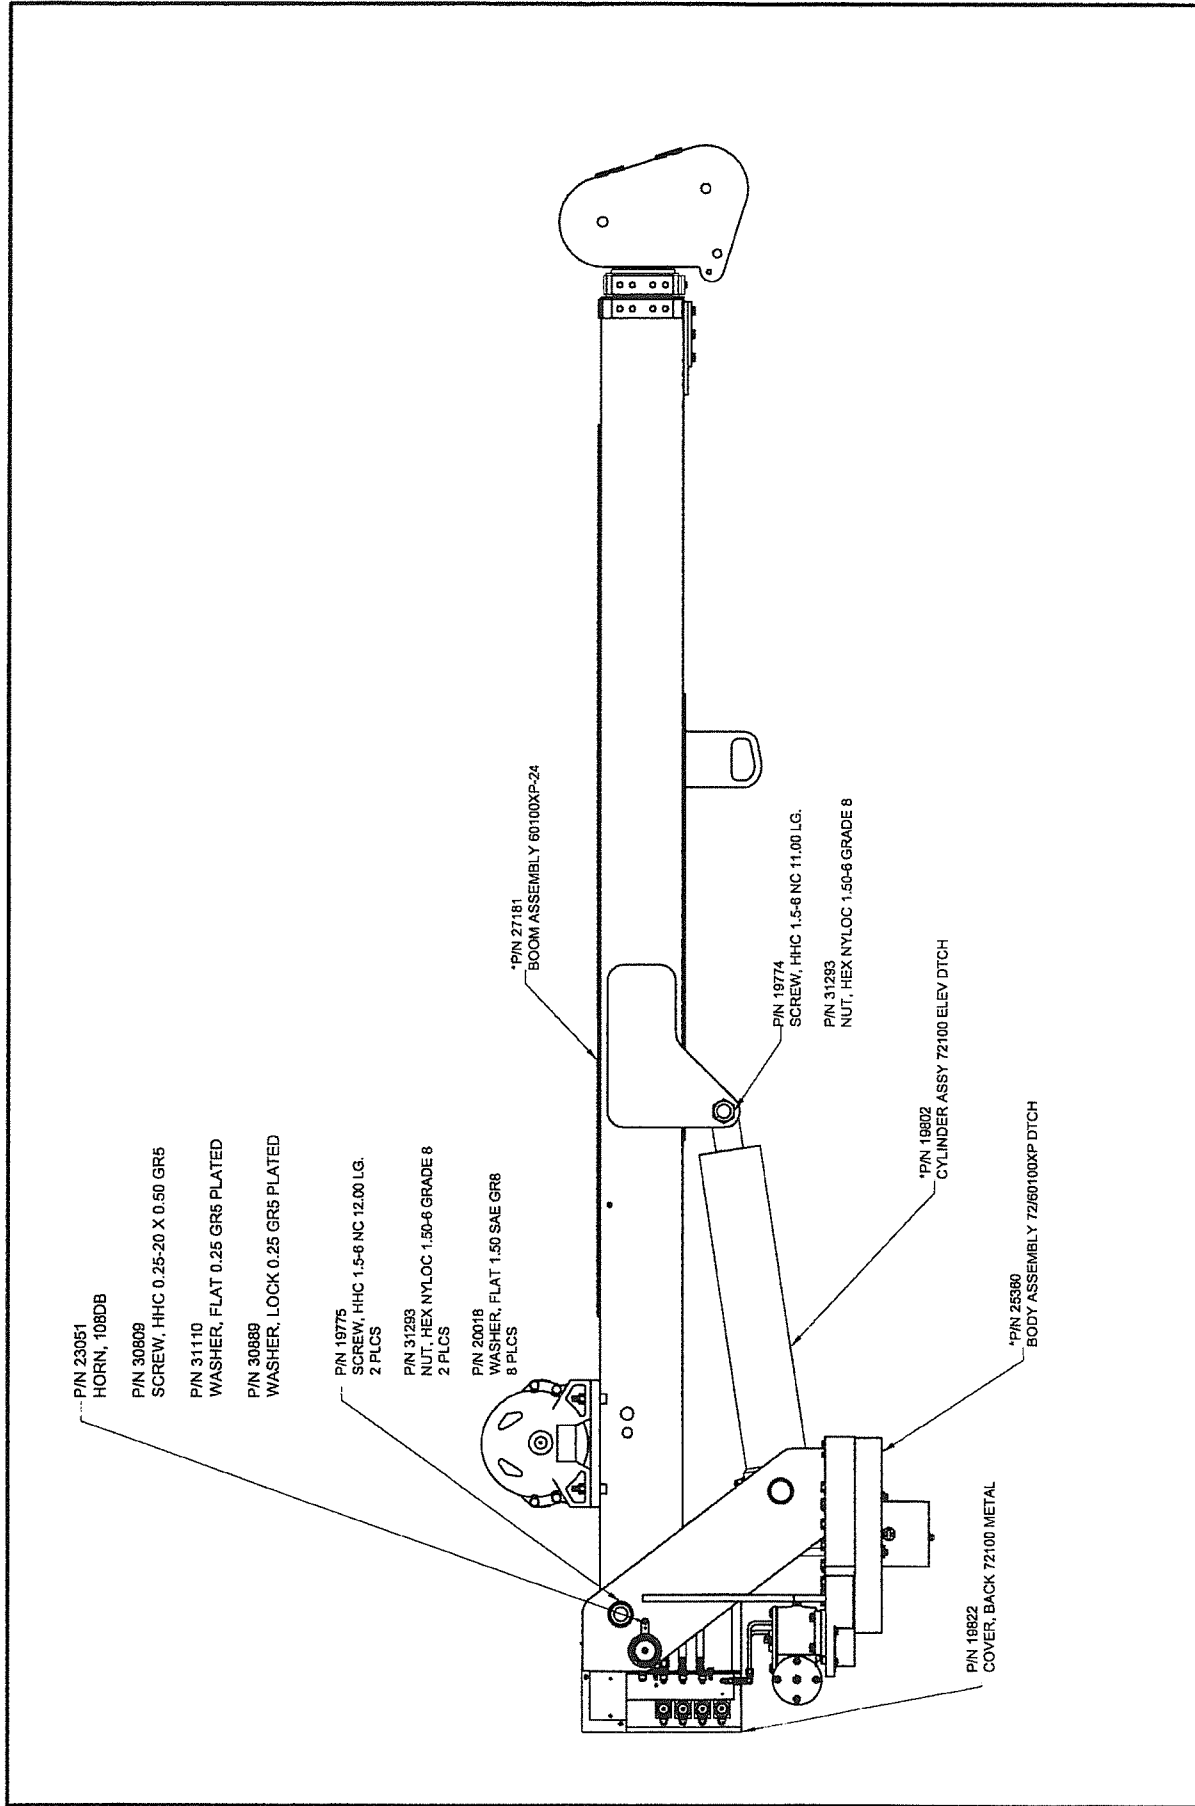 P/N 23051
HORN, 108DB
P/N 30809
SCREW, HHC 0.25-20 X 0.50 GR5
P/N 31110
WASHER, FLAT 0.25 GR5 PLATED
P/N 30889
WASHER, LOCK 0.25 GR5 PLATED
P/N 19775
SCREW, HHC 1.5-6 NC 12.00 LG.
2 PLCS
P/N 31293
NUT, HEX NYLOC 1.50-6 GRADE 8
2 PLCS
P/N 20018
WASHER, FLAT 1.50 SAE GR8
8 PLCS
*P/N 27181
BOOM ASSEMBLY 60100XP-24
P/N 19774
SCREW, HHC 1.5-6 NC 11.00 LG.
P/N 31293
NUT, HEX NYLOC 1.50-6 GRADE 8
*P/N 19802
CYLINDER ASSY 72100 ELEV DTCH
*P/N 25360
BODY ASSEMBLY 72/60100XP DTCH
P/N 19822
COVER, BACK 72100 METAL